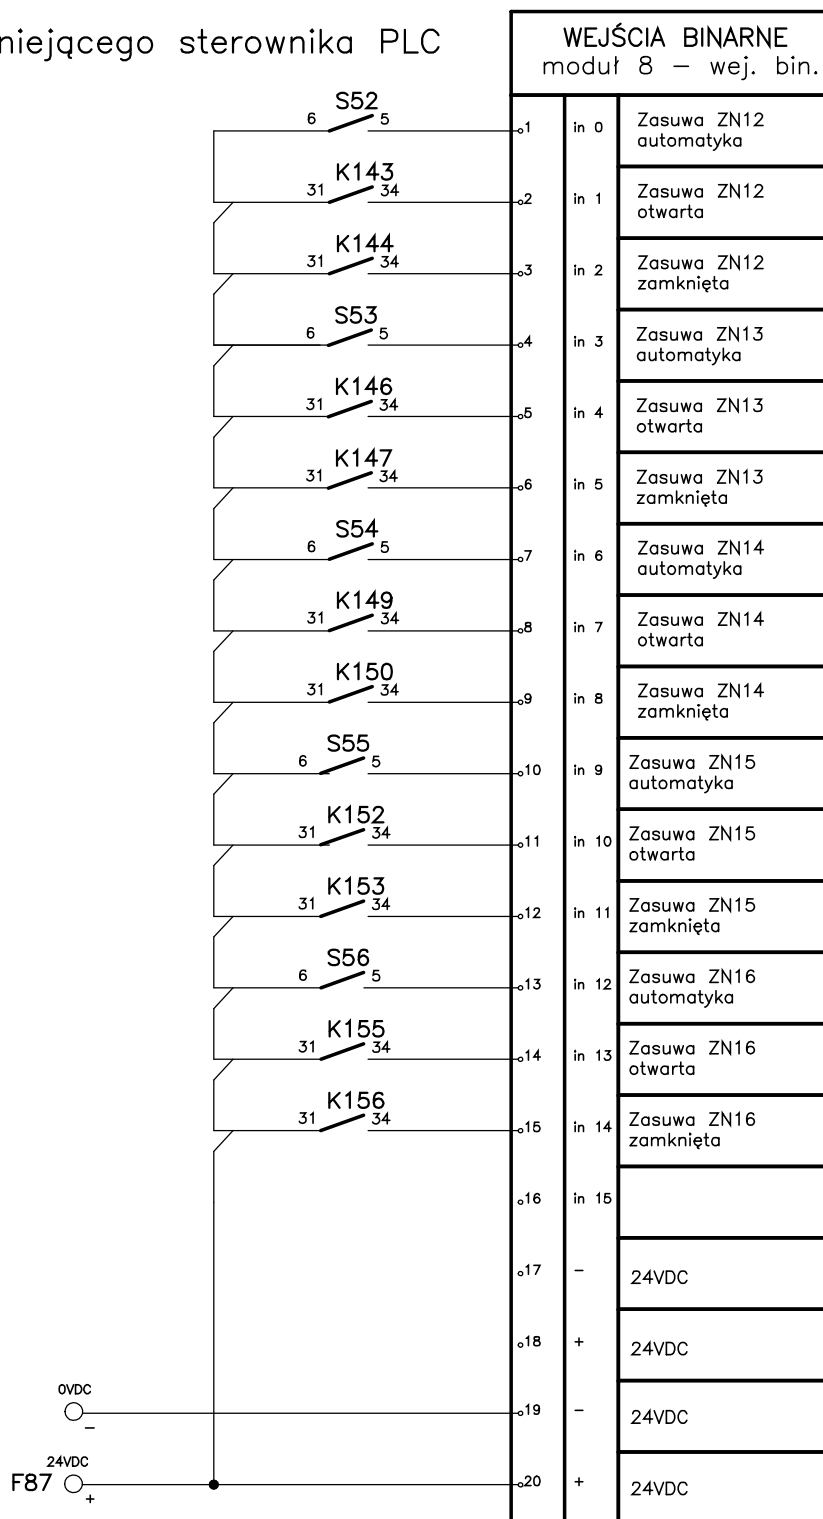 niejącego sterownika PLC
WEJŚCIA BINARNE
moduł 8 – wej. bin.
S52
6 5
1
in 0
Zasuwa ZN12
automatyka
K143
31 34
2
in 1
Zasuwa ZN12
otwarta
K144
31 34
3
in 2
Zasuwa ZN12
zamknięta
S53
6 5
4
in 3
Zasuwa ZN13
automatyka
K146
31 34
5
in 4
Zasuwa ZN13
otwarta
K147
31 34
6
in 5
Zasuwa ZN13
zamknięta
S54
6 5
7
in 6
Zasuwa ZN14
automatyka
K149
31 34
8
in 7
Zasuwa ZN14
otwarta
K150
31 34
9
in 8
Zasuwa ZN14
zamknięta
S55
6 5
10
in 9
Zasuwa ZN15
automatyka
K152
31 34
11
in 10
Zasuwa ZN15
otwarta
K153
31 34
12
in 11
Zasuwa ZN15
zamknięta
S56
6 5
13
in 12
Zasuwa ZN16
automatyka
K155
31 34
14
in 13
Zasuwa ZN16
otwarta
K156
31 34
15
in 14
Zasuwa ZN16
zamknięta
16
in 15
17
–
24VDC
18
+
24VDC
0VDC
–
19
–
24VDC
24VDC
F87
+
20
+
24VDC